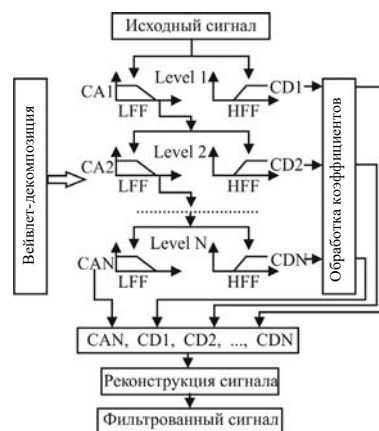 Исходный сигнал
Вейвлет-декомпозиция
CA1
Level 1
CD1
LFF
HFF
CA2
Level 2
CD2
LFF
HFF
CAN
Level N
CDN
LFF
HFF
Обработка коэффициентов
CAN, CD1, CD2, ..., CDN
Реконструкция сигнала
Фильтрованный сигнал